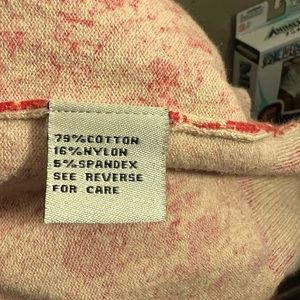 79%COTTON
16%NYLON
5%SPANDEX
SEE REVERSE
FOR CARE